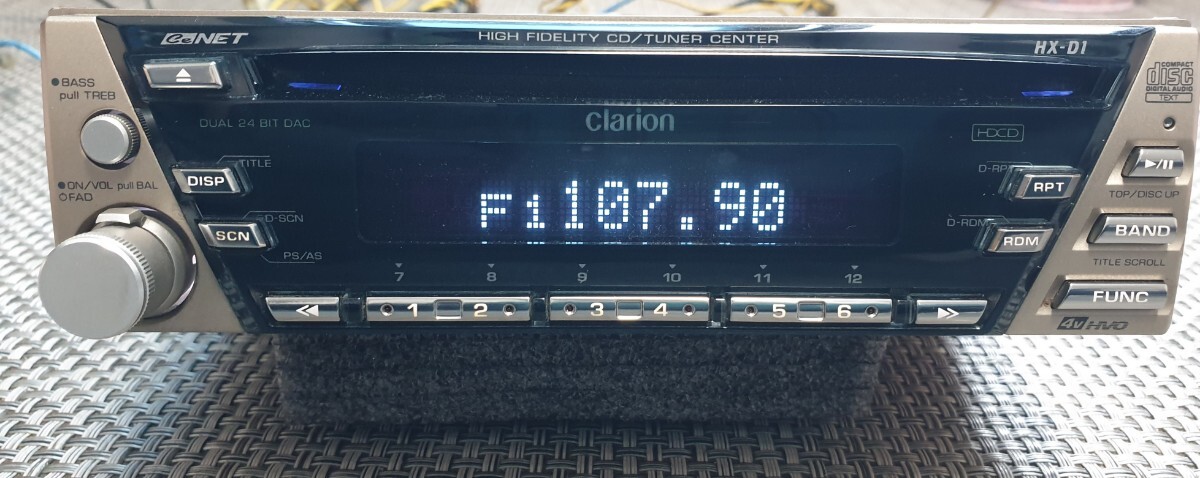 CeNET
HIGH FIDELITY CD/TUNER CENTER
HX-D1
BASS
pull TREB
COMPACT
disc
DIGITAL AUDIO
TEXT
DUAL 24 BIT DAC
clarion
HDCD
TITLE
DISP
D-RPT
RPT
ON/VOL pull BAL
FAD
F1 107.90
TOP/DISC UP
D-SCN
SCN
PS/AS
D-RDM
RDM
BAND
TITLE SCROLL
7 8 9 10 11 12
1 2 3 4 5 6
FUNC
4V HVO